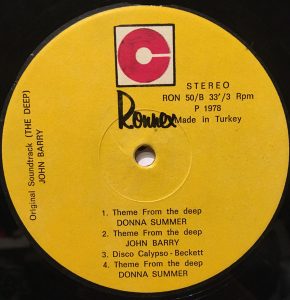 STEREO
RON 50/B 33'/3 Rpm
P 1978
Made in Turkey
Ronnex
Original Soundtrack (THE DEEP)
JOHN BARRY
1. Theme From the deep
DONNA SUMMER
2. Theme From the deep
JOHN BARRY
3. Disco Calypso - Beckett
4. Theme From the deep
DONNA SUMMER